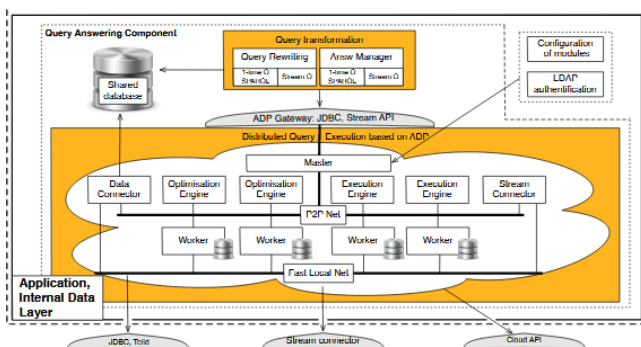 Query Answering Component
Query transformation
Query Rewriting
Answ Manager
1-time Q
SPARQL
Stream Q
1-time Q
SPARQL
Stream Q
Configuration
of modules
LDAP
authentification
Shared
database
ADP Gateway: JDBC, Stream API
Distributed Query Execution based on ADP
Master
Data
Connector
Optimisation
Engine
Optimisation
Engine
Execution
Engine
Execution
Engine
Stream
Connector
P2P Net
Worker
Worker
Worker
Worker
Fast Local Net
Application,
Internal Data
Layer
JDBC, Teiid
Stream connector
Cloud API